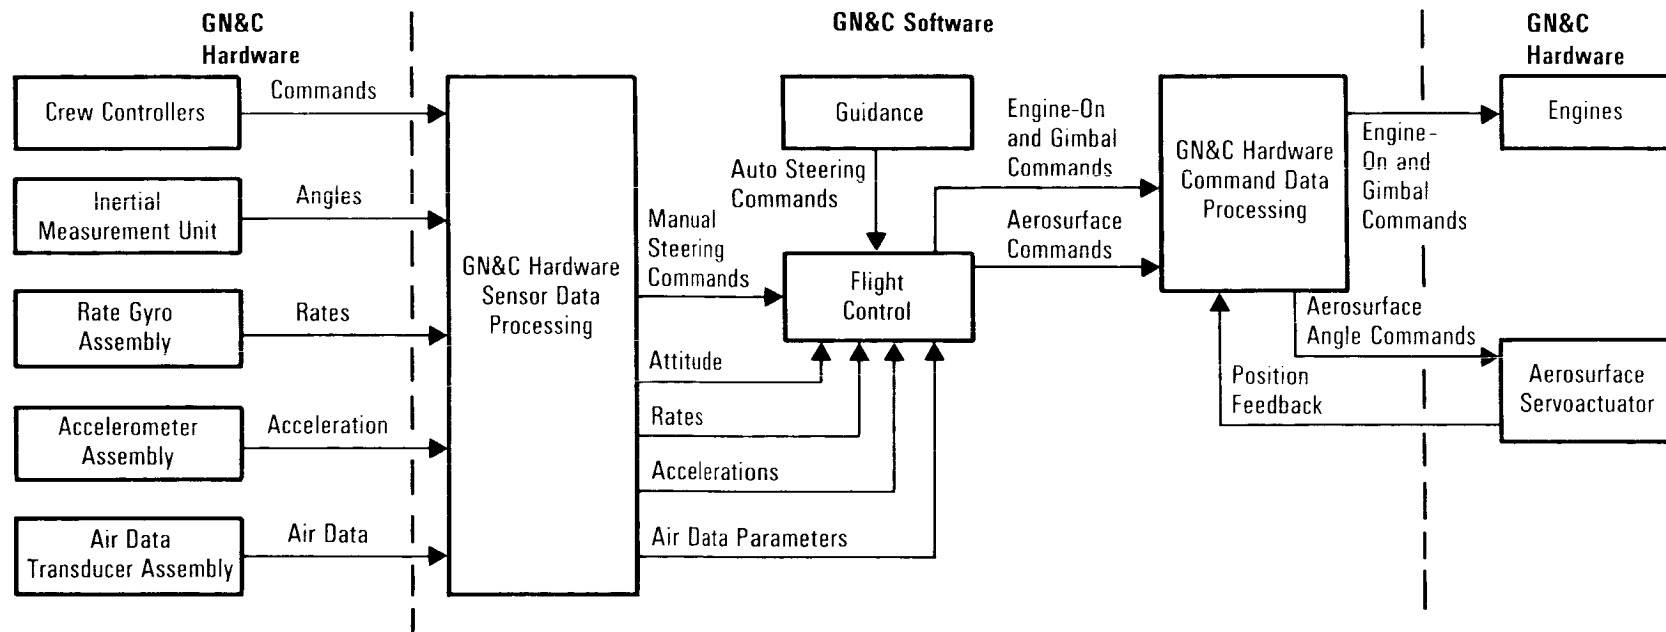 GN&C
Hardware
GN&C Software
GN&C
Hardware
Crew Controllers
Commands
Inertial
Measurement Unit
Angles
Rate Gyro
Assembly
Rates
Accelerometer
Assembly
Acceleration
Air Data
Transducer Assembly
Air Data
GN&C Hardware
Sensor Data
Processing
Manual
Steering
Commands
Attitude
Rates
Accelerations
Air Data Parameters
Guidance
Auto Steering
Commands
Flight
Control
Engine-On
and Gimbal
Commands
Aerosurface
Commands
GN&C Hardware
Command Data
Processing
Engine-
On and
Gimbal
Commands
Engines
Aerosurface
Angle Commands
Position
Feedback
Aerosurface
Servoactuator